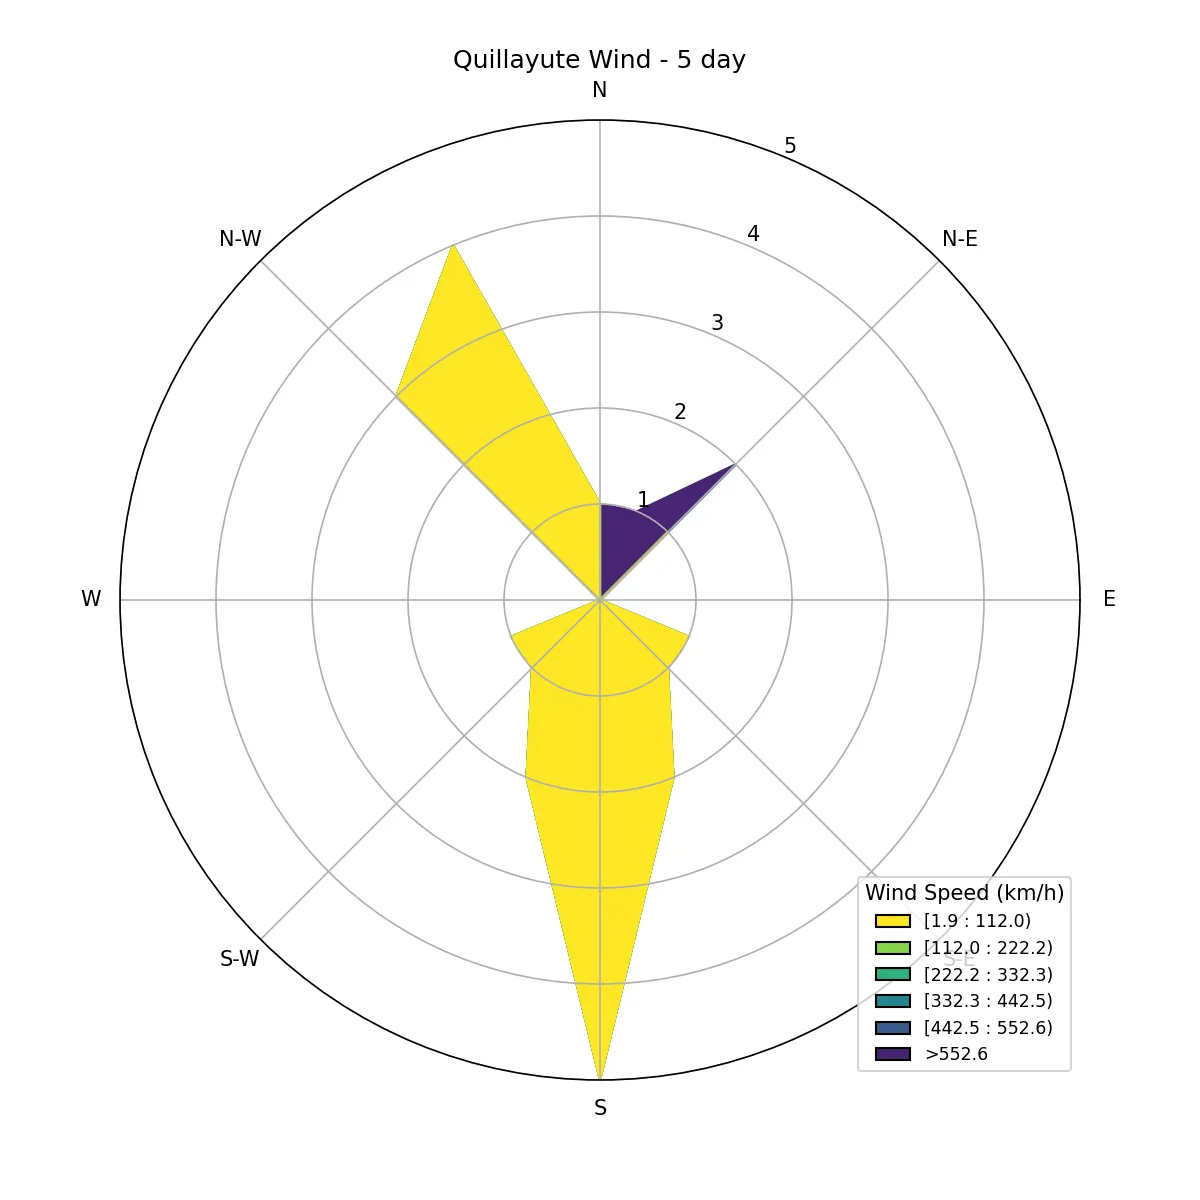 Quillayute Wind - 5 day
N
5
N-W
4
N-E
3
2
1
W
E
Wind Speed (km/h)
[1.9 : 112.0)
[112.0 : 222.2)
S-W
S-E
[222.2 : 332.3)
[332.3 : 442.5)
[442.5 : 552.6)
>552.6
S